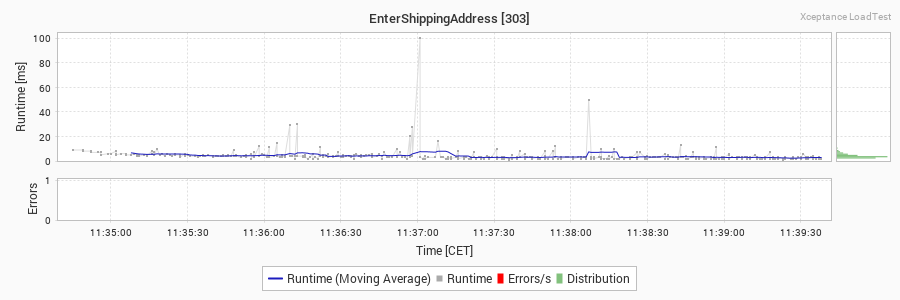 EnterShippingAddress [303]
Xceptance LoadTest
Runtime [ms]
100
80
60
40
20
0
Errors
1
0
11:35:00 11:35:30 11:36:00 11:36:30 11:37:00 11:37:30 11:38:00 11:38:30 11:39:00 11:39:30
Time [CET]
Runtime (Moving Average) Runtime Errors/s Distribution